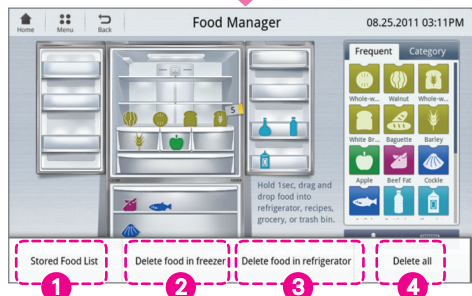 Home
Menu
Back
Food Manager
08.25.2011 03:11PM
Frequent
Category
5
Whole-w...
Walnut
Whole-w...
White Br...
Baguette
Barley
Apple
Beef Fat
Cockle
Hold 1sec, drag and
drop food into
refrigerator, recipes,
grocery, or trash bin.
Stored Food List
Delete food in freezer
Delete food in refrigerator
Delete all
1
2
3
4